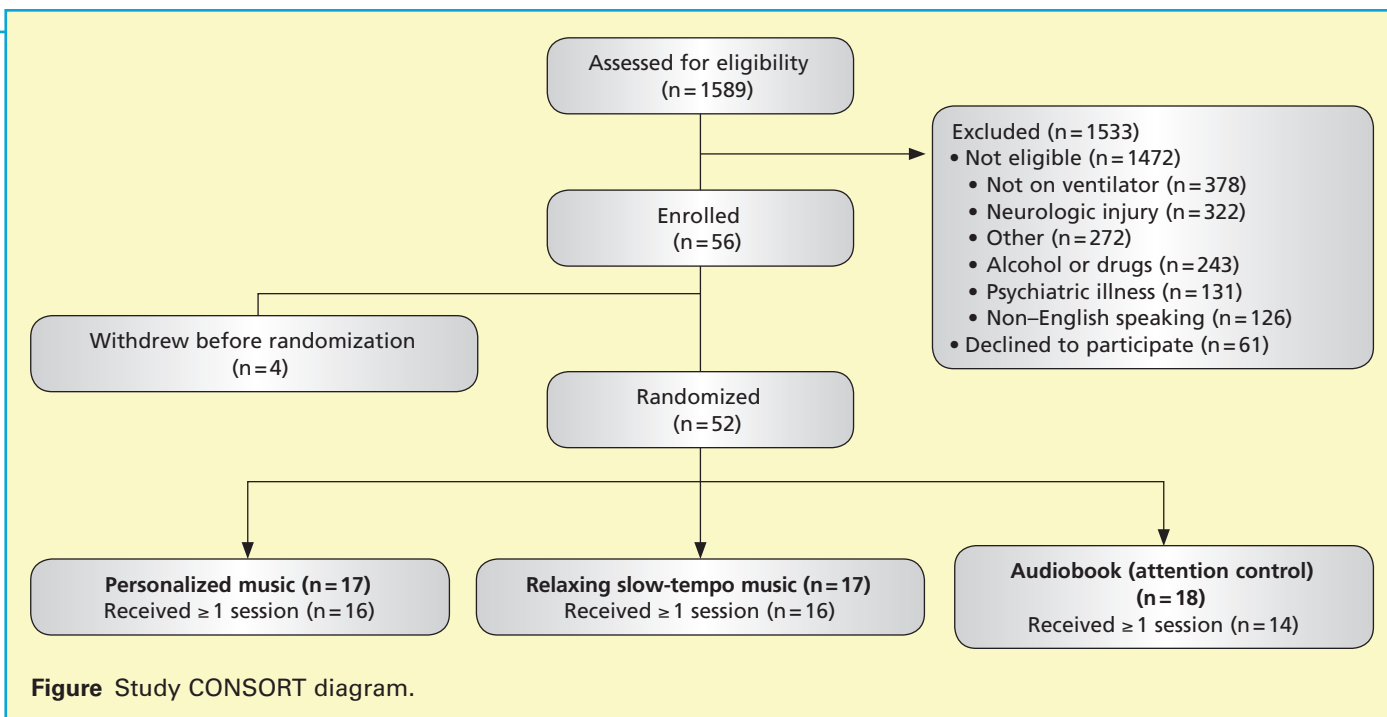 Assessed for eligibility
(n = 1589)
Excluded (n = 1533)
• Not eligible (n = 1472)
• Not on ventilator (n = 378)
• Neurologic injury (n = 322)
• Other (n = 272)
• Alcohol or drugs (n = 243)
• Psychiatric illness (n = 131)
• Non–English speaking (n = 126)
• Declined to participate (n = 61)
Enrolled
(n = 56)
Withdrew before randomization
(n = 4)
Randomized
(n = 52)
Personalized music (n = 17)
Received ≥ 1 session (n = 16)
Relaxing slow-tempo music (n = 17)
Received ≥ 1 session (n = 16)
Audiobook (attention control)
(n = 18)
Received ≥ 1 session (n = 14)
Figure Study CONSORT diagram.